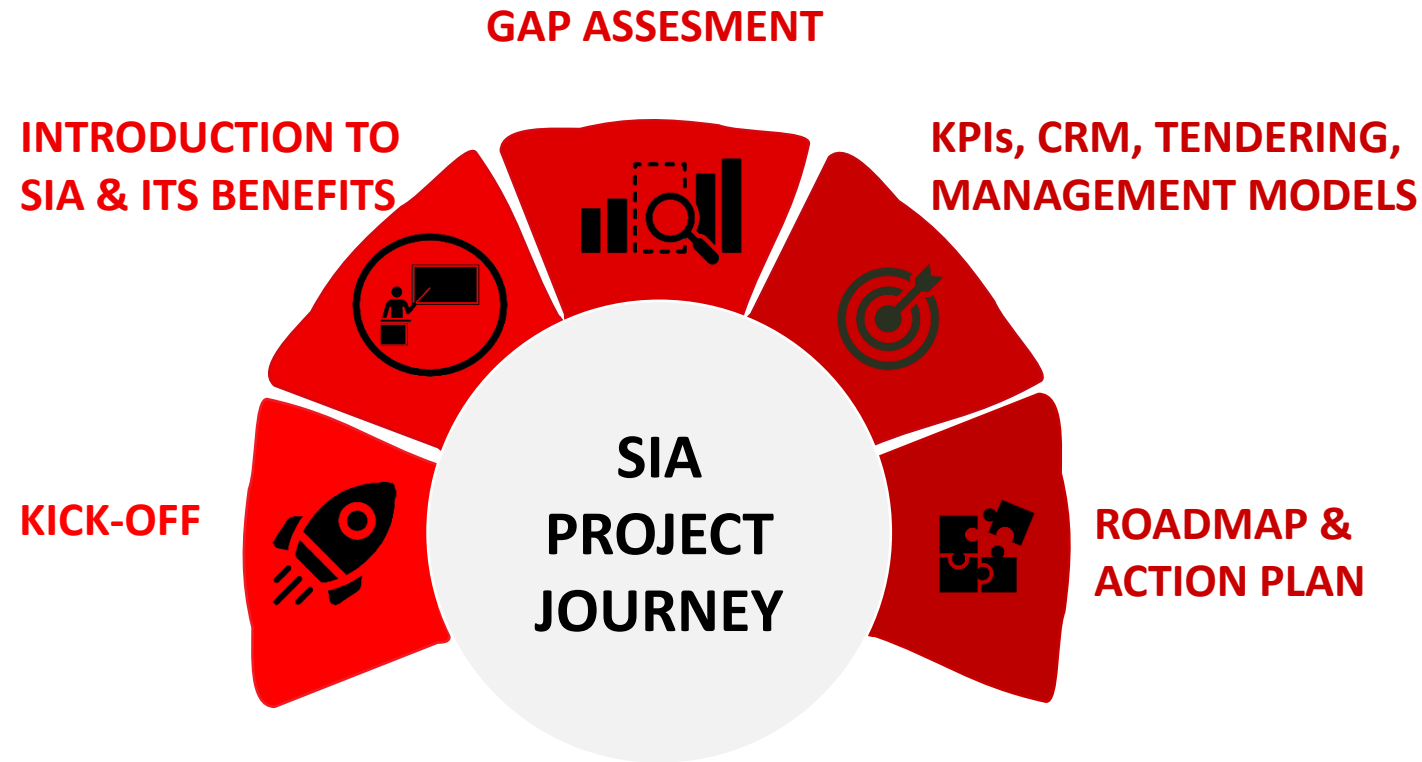 GAP ASSESMENT
INTRODUCTION TO
SIA & ITS BENEFITS
KPIs, CRM, TENDERING,
MANAGEMENT MODELS
KICK-OFF
SIA
PROJECT
JOURNEY
ROADMAP &
ACTION PLAN